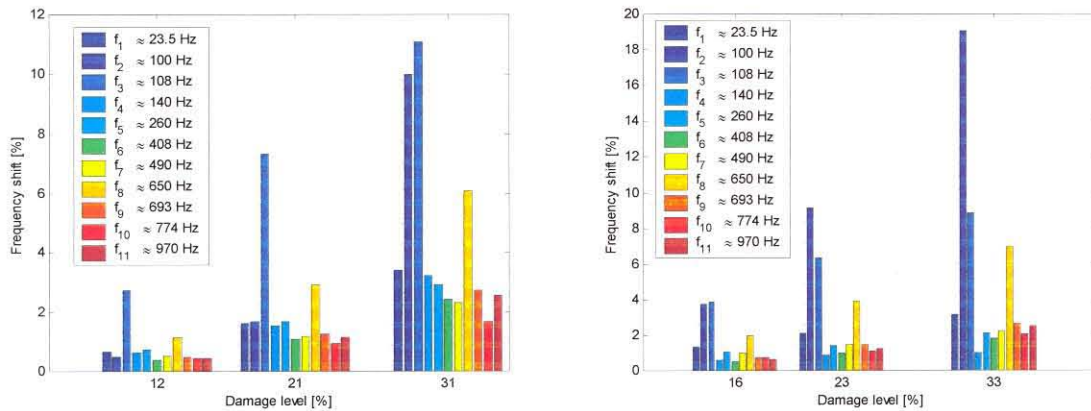 12
10
8
6
4
2
0
Frequency shift [%]
f1 ≈ 23.5 Hz
f2 ≈ 100 Hz
f3 ≈ 108 Hz
f4 ≈ 140 Hz
f5 ≈ 260 Hz
f6 ≈ 408 Hz
f7 ≈ 490 Hz
f8 ≈ 650 Hz
f9 ≈ 693 Hz
f10 ≈ 774 Hz
f11 ≈ 970 Hz
12 21 31
Damage level [%]
20
18
16
14
12
10
8
6
4
2
0
Frequency shift [%]
f1 ≈ 23.5 Hz
f2 ≈ 100 Hz
f3 ≈ 108 Hz
f4 ≈ 140 Hz
f5 ≈ 260 Hz
f6 ≈ 408 Hz
f7 ≈ 490 Hz
f8 ≈ 650 Hz
f9 ≈ 693 Hz
f10 ≈ 774 Hz
f11 ≈ 970 Hz
16 23 33
Damage level [%]